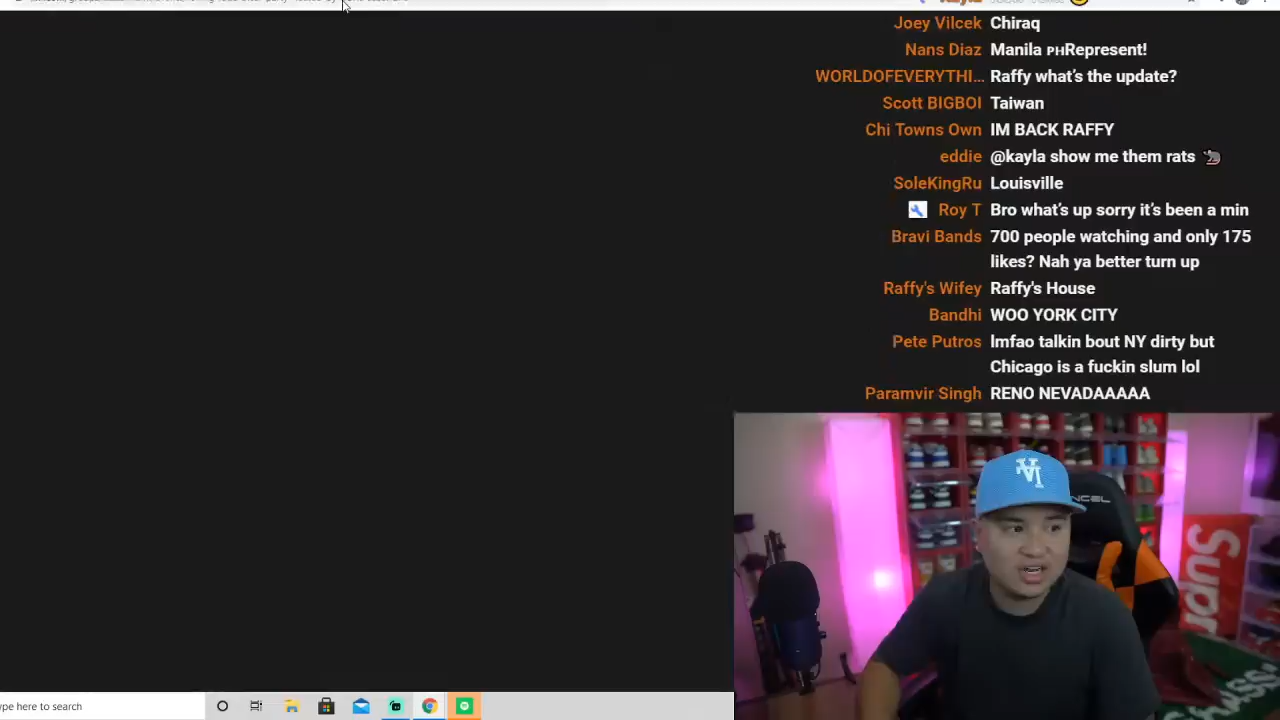 Joey Vilcek Chiraq
Nans Diaz Manila PHRepresent!
WORLDOFEVERYTHI... Raffy what's the update?
Scott BIGBOI Taiwan
Chi Towns Own IM BACK RAFFY
eddie @kayla show me them rats
SoleKingRu Louisville
Roy T Bro what's up sorry it's been a min
Bravi Bands 700 people watching and only 175
likes? Nah ya better turn up
Raffy's Wifey Raffy's House
Bandhi WOO YORK CITY
Pete Putros lmfao talkin bout NY dirty but
Chicago is a fuckin slum lol
Paramvir Singh RENO NEVADAAAAA
NCEL
Supr
ype here to search